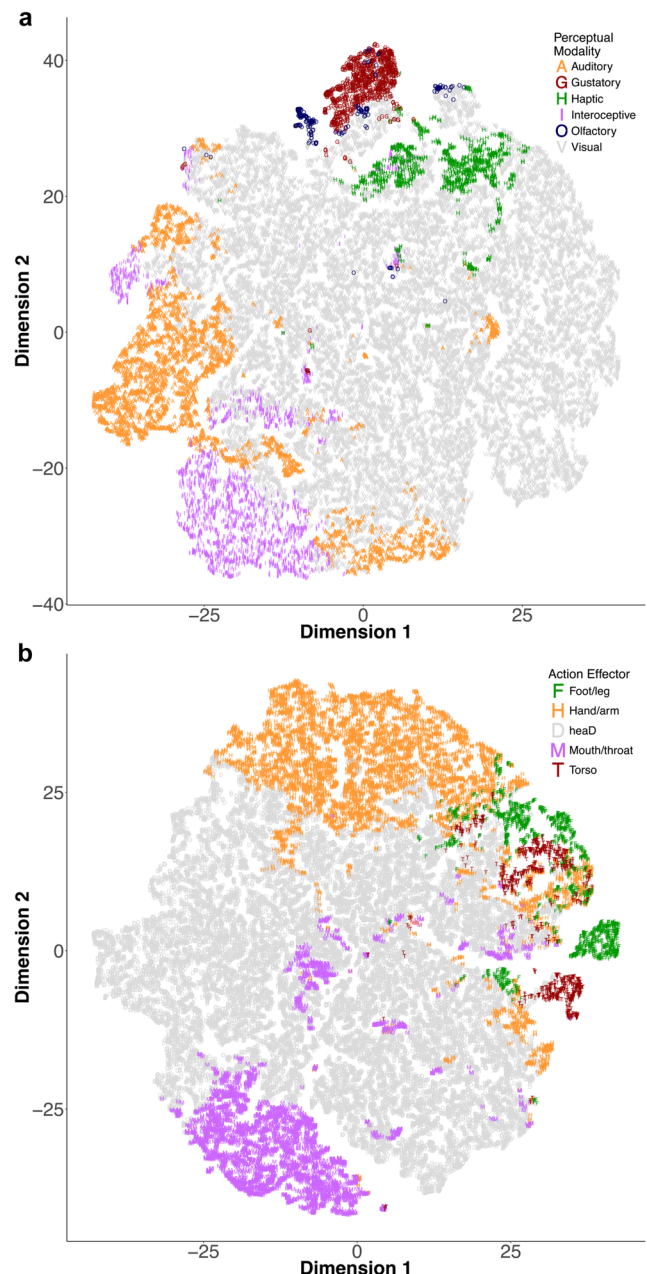 a
Perceptual
Modality
A Auditory
G Gustatory
H Haptic
I Interoceptive
O Olfactory
V Visual
40
20
0
−20
−40
Dimension 2
−25 0 25
Dimension 1
b
Action Effector
F Foot/leg
H Hand/arm
D heaD
M Mouth/throat
T Torso
25
0
−25
Dimension 2
−25 0 25
Dimension 1